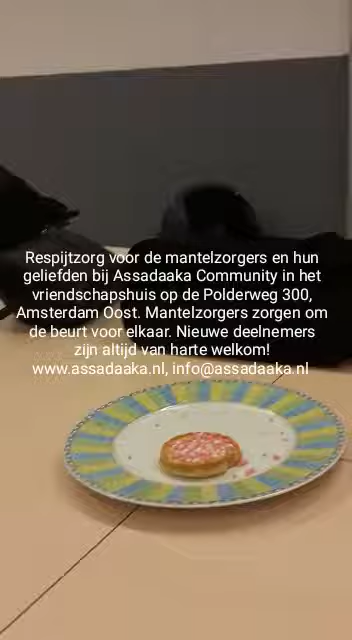 Respijtzorg voor de mantelzorgers en hun
geliefden bij Assadaaka Community in het
vriendschapshuis op de Polderweg 300,
Amsterdam Oost. Mantelzorgers zorgen om
de beurt voor elkaar. Nieuwe deelnemers
zijn altijd van harte welkom!
www.assadaaka.nl, info@assadaaka.nl